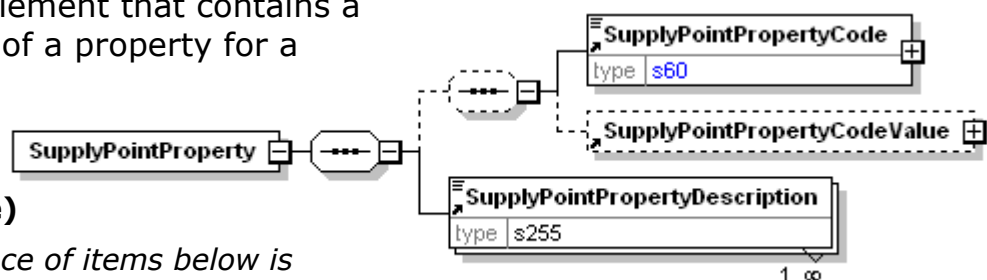 lement that contains a
of a property for a
e)
ce of items below is
SupplyPointProperty
SupplyPointPropertyCode
type s60
SupplyPointPropertyCodeValue
SupplyPointPropertyDescription
type s255
1..∞